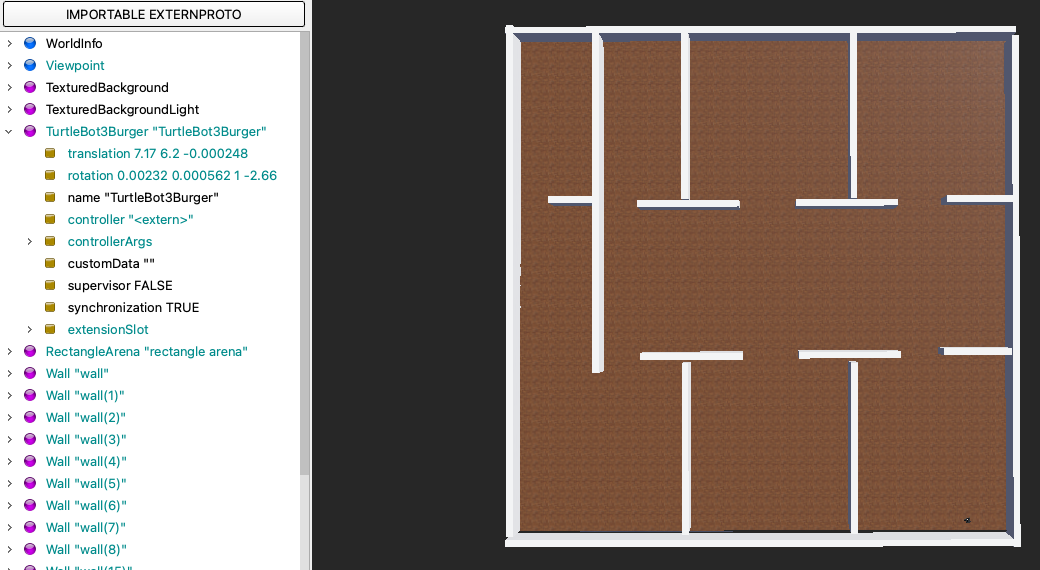 IMPORTABLE EXTERNPROTO
WorldInfo
Viewpoint
TexturedBackground
TexturedBackgroundLight
TurtleBot3Burger "TurtleBot3Burger"
translation 7.17 6.2 -0.000248
rotation 0.00232 0.000562 1 -2.66
name "TurtleBot3Burger"
controller "<extern>"
controllerArgs
customData ""
supervisor FALSE
synchronization TRUE
extensionSlot
RectangleArena "rectangle arena"
Wall "wall"
Wall "wall(1)"
Wall "wall(2)"
Wall "wall(3)"
Wall "wall(4)"
Wall "wall(5)"
Wall "wall(6)"
Wall "wall(7)"
Wall "wall(8)"
Wall "wall(15)"